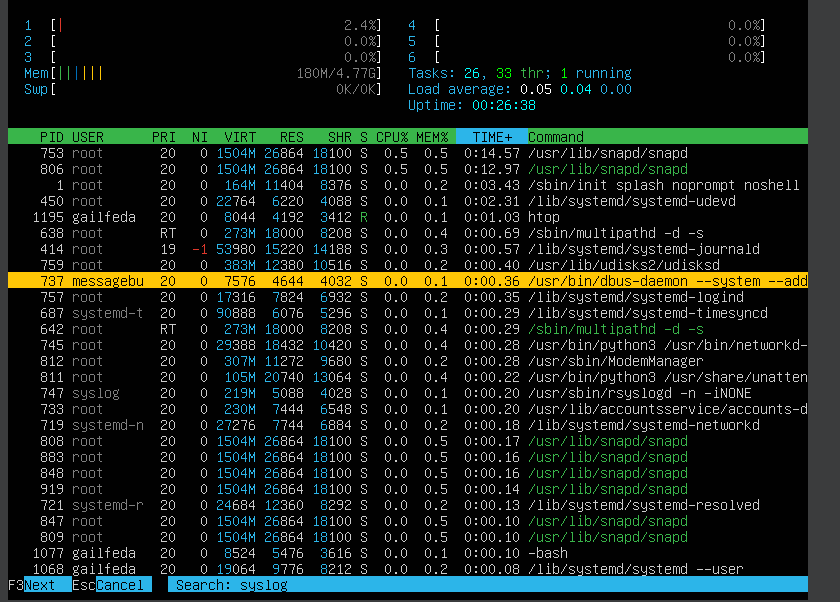 1 [| 2.4%] 4 [ 0.0%]
2 [ 0.0%] 5 [ 0.0%]
3 [ 0.0%] 6 [ 0.0%]
Mem[|||||| 180M/4.77G] Tasks: 26, 33 thr; 1 running
Swp[ 0K/0K] Load average: 0.05 0.04 0.00
Uptime: 00:26:38
PID USER PRI NI VIRT RES SHR S CPU% MEM% TIME+ Command
753 root 20 0 1504M 26864 18100 S 0.5 0.5 0:14.57 /usr/lib/snapd/snapd
806 root 20 0 1504M 26864 18100 S 0.5 0.5 0:12.97 /usr/lib/snapd/snapd
1 root 20 0 164M 11404 8376 S 0.0 0.2 0:03.43 /sbin/init splash noprompt noshell
450 root 20 0 22764 6220 4088 S 0.0 0.1 0:02.31 /lib/systemd/systemd-udevd
1195 gailfeda 20 0 8044 4192 3412 R 0.0 0.1 0:01.03 htop
638 root RT 0 273M 18000 8208 S 0.0 0.4 0:00.69 /sbin/multipathd -d -s
414 root 19 -1 53980 15220 14188 S 0.0 0.3 0:00.57 /lib/systemd/systemd-journald
759 root 20 0 383M 12380 10516 S 0.0 0.2 0:00.40 /usr/lib/udisks2/udisksd
737 messagebu 20 0 7576 4644 4032 S 0.0 0.1 0:00.36 /usr/bin/dbus-daemon --system --add
757 root 20 0 17316 7824 6932 S 0.0 0.2 0:00.35 /lib/systemd/systemd-logind
687 systemd-t 20 0 90888 6076 5296 S 0.0 0.1 0:00.29 /lib/systemd/systemd-timesyncd
642 root RT 0 273M 18000 8208 S 0.0 0.4 0:00.29 /sbin/multipathd -d -s
745 root 20 0 29388 18432 10420 S 0.0 0.4 0:00.28 /usr/bin/python3 /usr/bin/networkd-
812 root 20 0 307M 11272 9680 S 0.0 0.2 0:00.28 /usr/sbin/ModemManager
811 root 20 0 105M 20740 13064 S 0.0 0.4 0:00.22 /usr/bin/python3 /usr/share/unatten
747 syslog 20 0 219M 5088 4028 S 0.0 0.1 0:00.20 /usr/sbin/rsyslogd -n -iNONE
733 root 20 0 230M 7444 6548 S 0.0 0.1 0:00.20 /usr/lib/accountsservice/accounts-d
719 systemd-n 20 0 27276 7744 6884 S 0.0 0.2 0:00.18 /lib/systemd/systemd-networkd
808 root 20 0 1504M 26864 18100 S 0.0 0.5 0:00.17 /usr/lib/snapd/snapd
883 root 20 0 1504M 26864 18100 S 0.0 0.5 0:00.16 /usr/lib/snapd/snapd
848 root 20 0 1504M 26864 18100 S 0.0 0.5 0:00.16 /usr/lib/snapd/snapd
919 root 20 0 1504M 26864 18100 S 0.0 0.5 0:00.14 /usr/lib/snapd/snapd
721 systemd-r 20 0 24684 12360 8292 S 0.0 0.2 0:00.13 /lib/systemd/systemd-resolved
847 root 20 0 1504M 26864 18100 S 0.0 0.5 0:00.10 /usr/lib/snapd/snapd
809 root 20 0 1504M 26864 18100 S 0.0 0.5 0:00.10 /usr/lib/snapd/snapd
1077 gailfeda 20 0 8524 5476 3616 S 0.0 0.1 0:00.10 -bash
1068 gailfeda 20 0 19064 9776 8212 S 0.0 0.2 0:00.08 /lib/systemd/systemd --user
F3Next EscCancel Search: syslog